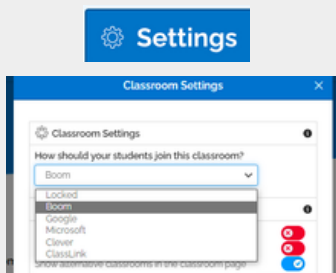 Settings
Classroom Settings
Classroom Settings
How should your students join this classroom?
Boom
Locked
Boom
Google
Microsoft
Clever
ClassLink
Show alternative classrooms in the classroom page